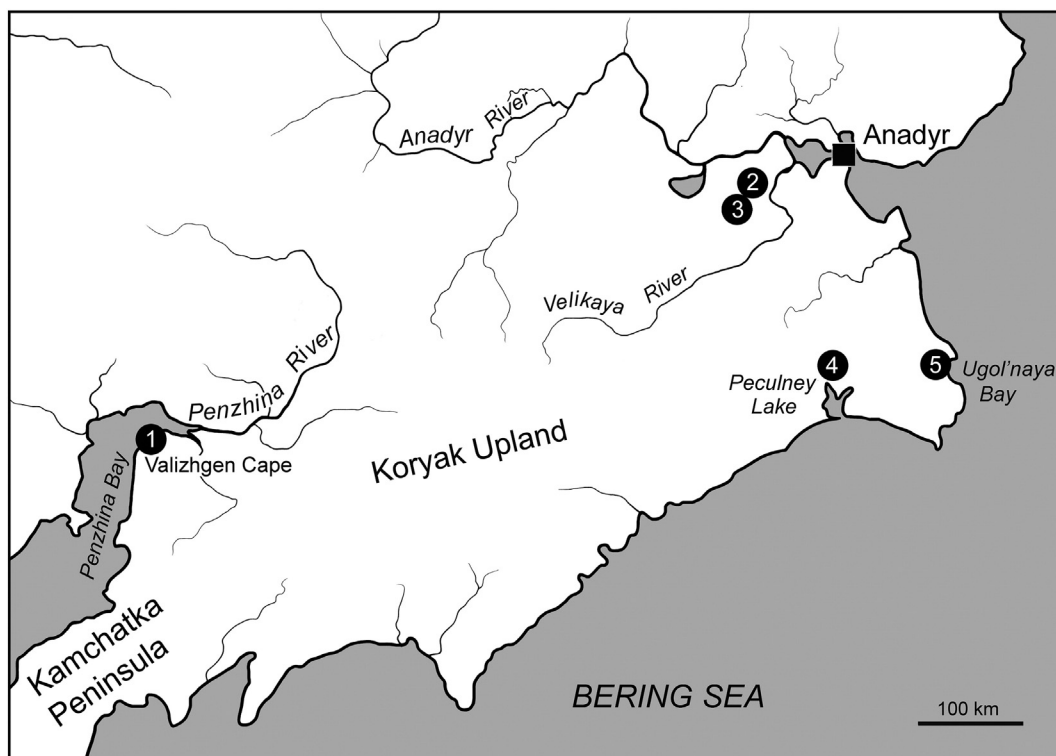 Anadyr River
Anadyr
2
3
Velikaya River
4
5
Peculney
Lake
Ugol'naya
Bay
Penzhina River
1
Valizhgen Cape
Koryak Upland
Penzhina Bay
Kamchatka
Peninsula
BERING SEA
100 km